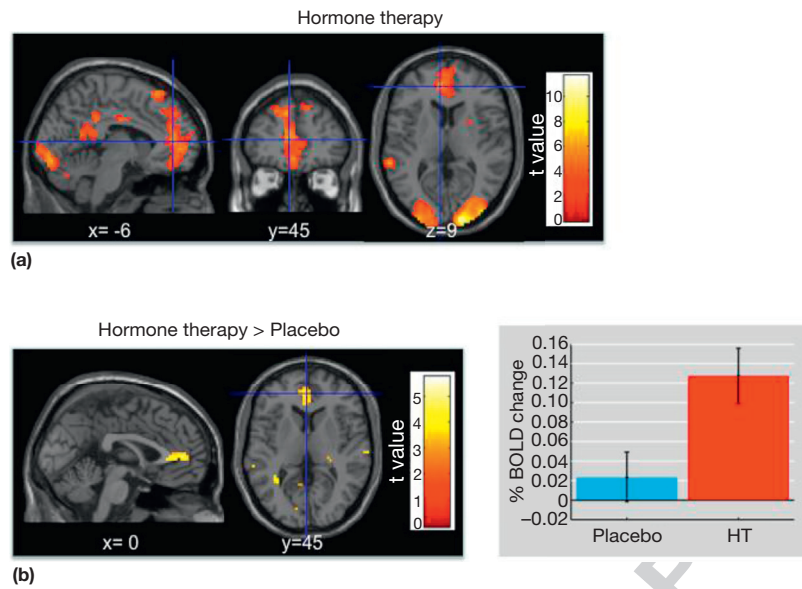 Hormone therapy
x= -6
y=45
z=9
10
8
6
4
2
0
t value
(a)
Hormone therapy > Placebo
x= 0
y=45
5
4
3
2
1
0
t value
0.16
0.14
0.12
0.10
0.08
0.06
0.04
0.02
0
–0.02
% BOLD change
Placebo
HT
(b)